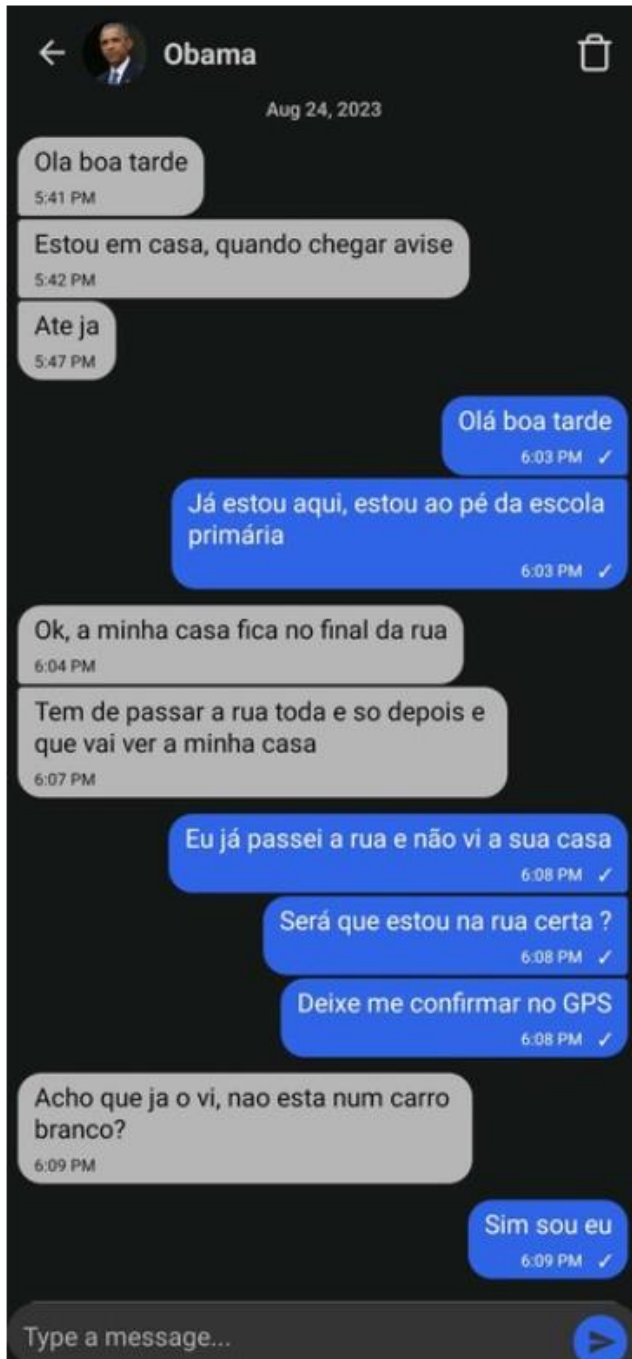 Obama
Aug 24, 2023
Ola boa tarde
5:41 PM
Estou em casa, quando chegar avise
5:42 PM
Ate ja
5:47 PM
Olá boa tarde
6:03 PM ✓
Já estou aqui, estou ao pé da escola
primária
6:03 PM ✓
Ok, a minha casa fica no final da rua
6:04 PM
Tem de passar a rua toda e so depois e
que vai ver a minha casa
6:07 PM
Eu já passei a rua e não vi a sua casa
6:08 PM ✓
Será que estou na rua certa ?
6:08 PM ✓
Deixe me confirmar no GPS
6:08 PM ✓
Acho que ja o vi, nao esta num carro
branco?
6:09 PM
Sim sou eu
6:09 PM ✓
Type a message...